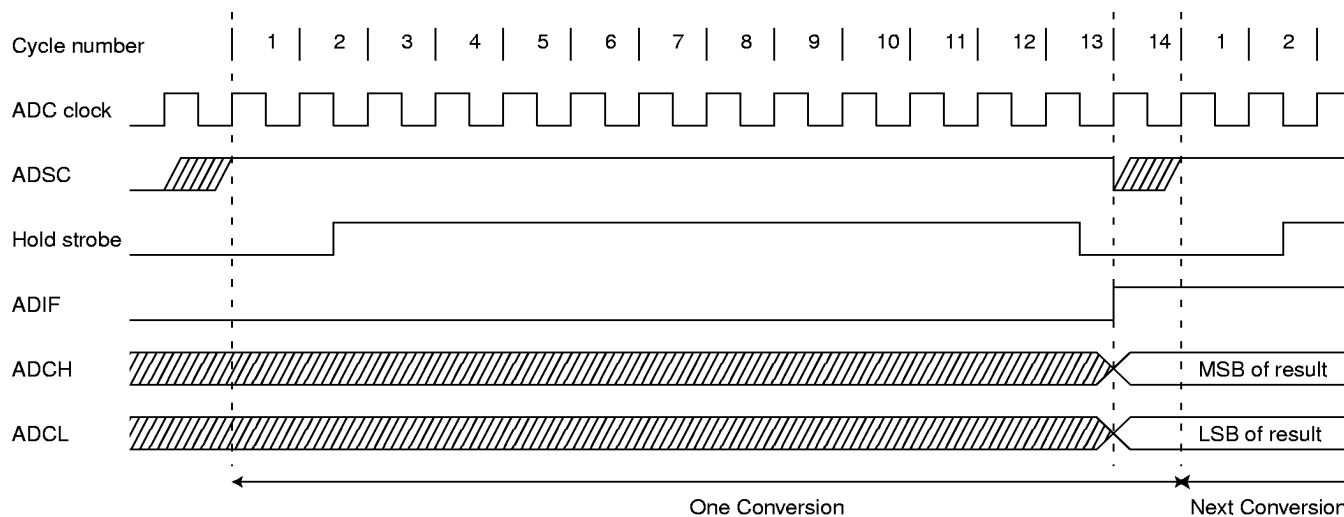 Cycle number 1 2 3 4 5 6 7 8 9 10 11 12 13 14 1 2
ADC clock
ADSC
Hold strobe
ADIF
ADCH MSB of result
ADCL LSB of result
One Conversion Next Conversion